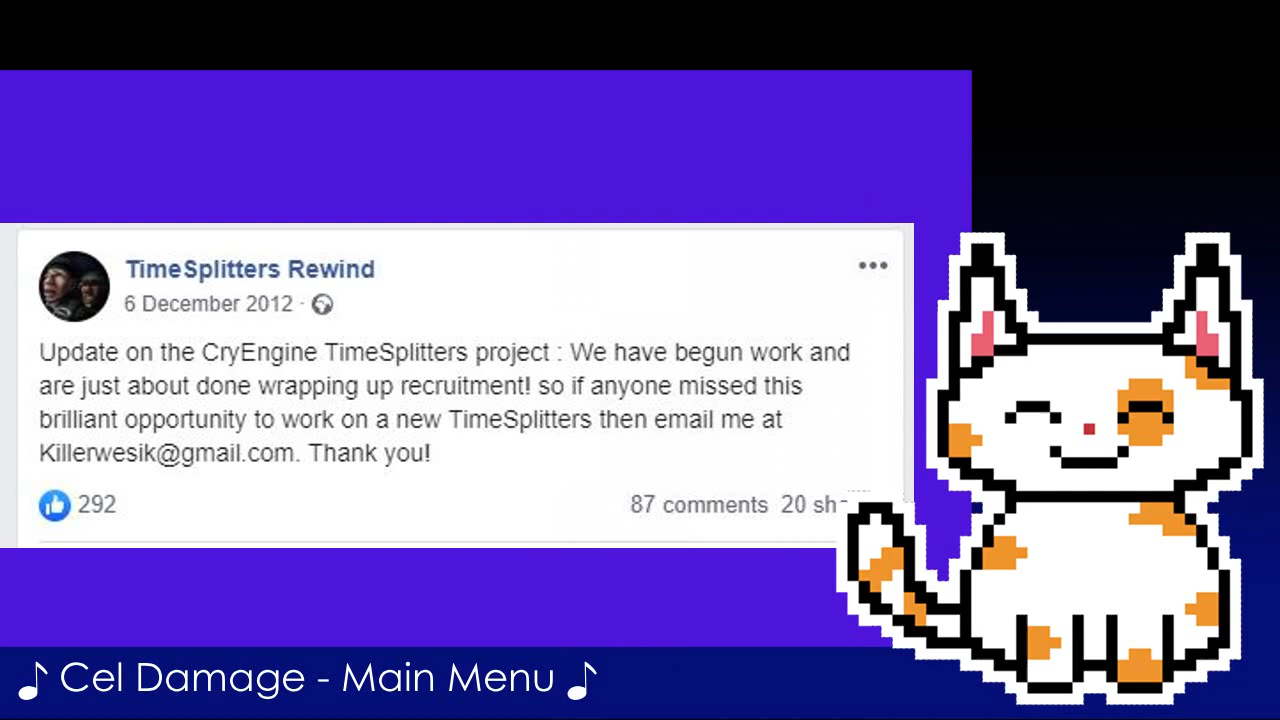 TimeSplitters Rewind
6 December 2012 ·
Update on the CryEngine TimeSplitters project : We have begun work and
are just about done wrapping up recruitment! so if anyone missed this
brilliant opportunity to work on a new TimeSplitters then email me at
Killerwesik@gmail.com. Thank you!
292
87 comments 20
♪ Cel Damage - Main Menu ♪